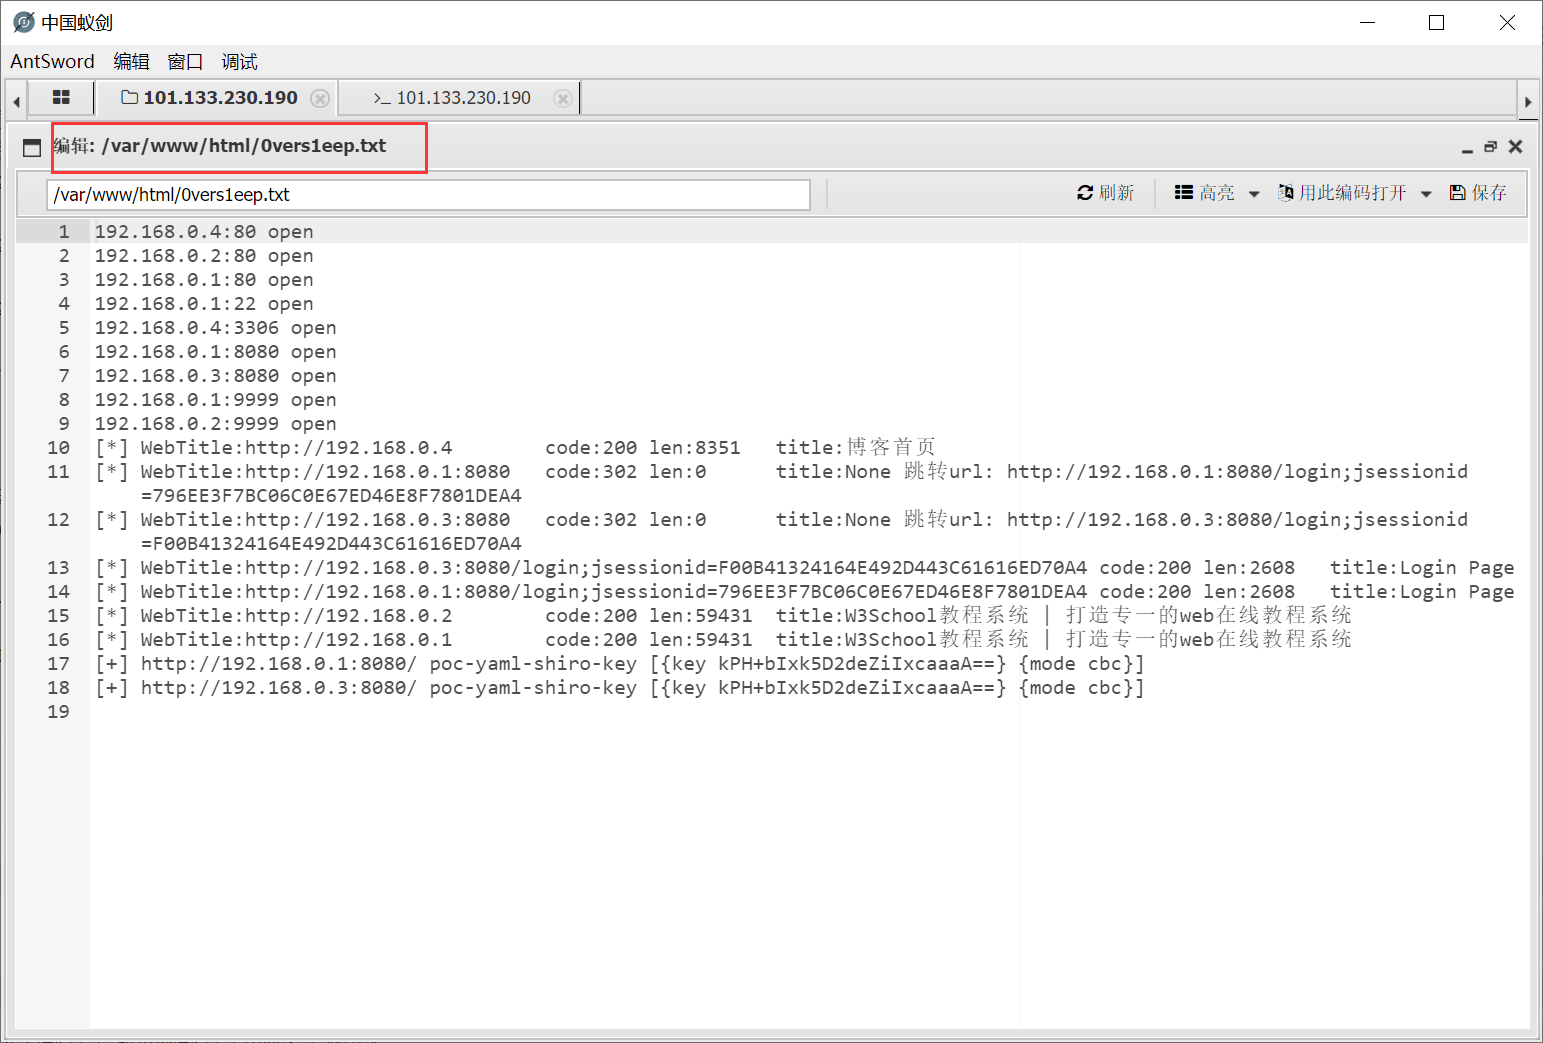 中国蚁剑
AntSword 编辑 窗口 调试
101.133.230.190 >_ 101.133.230.190
编辑: /var/www/html/0vers1eep.txt
/var/www/html/0vers1eep.txt 刷新 高亮 用此编码打开 保存
1 192.168.0.4:80 open
2 192.168.0.2:80 open
3 192.168.0.1:80 open
4 192.168.0.1:22 open
5 192.168.0.4:3306 open
6 192.168.0.1:8080 open
7 192.168.0.3:8080 open
8 192.168.0.1:9999 open
9 192.168.0.2:9999 open
10 [*] WebTitle:http://192.168.0.4 code:200 len:8351 title:博客首页
11 [*] WebTitle:http://192.168.0.1:8080 code:302 len:0 title:None 跳转url: http://192.168.0.1:8080/login;jsessionid
=796EE3F7BC06C0E67ED46E8F7801DEA4
12 [*] WebTitle:http://192.168.0.3:8080 code:302 len:0 title:None 跳转url: http://192.168.0.3:8080/login;jsessionid
=F00B41324164E492D443C61616ED70A4
13 [*] WebTitle:http://192.168.0.3:8080/login;jsessionid=F00B41324164E492D443C61616ED70A4 code:200 len:2608 title:Login Page
14 [*] WebTitle:http://192.168.0.1:8080/login;jsessionid=796EE3F7BC06C0E67ED46E8F7801DEA4 code:200 len:2608 title:Login Page
15 [*] WebTitle:http://192.168.0.2 code:200 len:59431 title:W3School教程系统 | 打造专一的web在线教程系统
16 [*] WebTitle:http://192.168.0.1 code:200 len:59431 title:W3School教程系统 | 打造专一的web在线教程系统
17 [+] http://192.168.0.1:8080/ poc-yaml-shiro-key [{key kPH+bIxk5D2deZiIxcaaaA==} {mode cbc}]
18 [+] http://192.168.0.3:8080/ poc-yaml-shiro-key [{key kPH+bIxk5D2deZiIxcaaaA==} {mode cbc}]
19